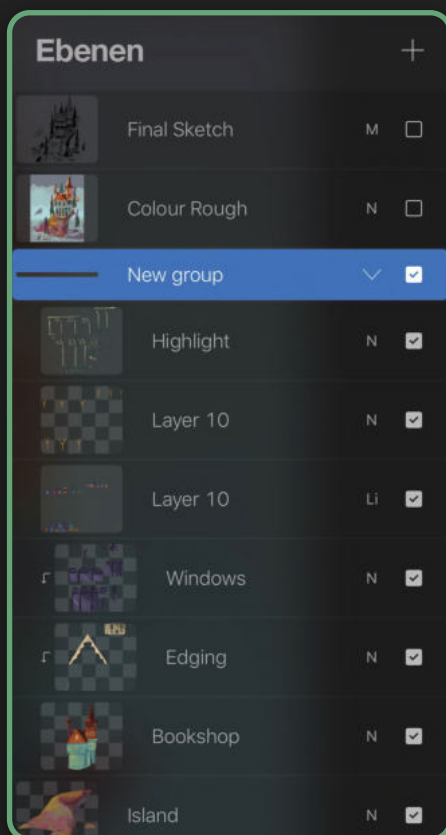 Ebenen
Final Sketch M
Colour Rough N
New group
Highlight N
Layer 10 N
Layer 10 Li
Windows N
Edging N
Bookshop N
Island N